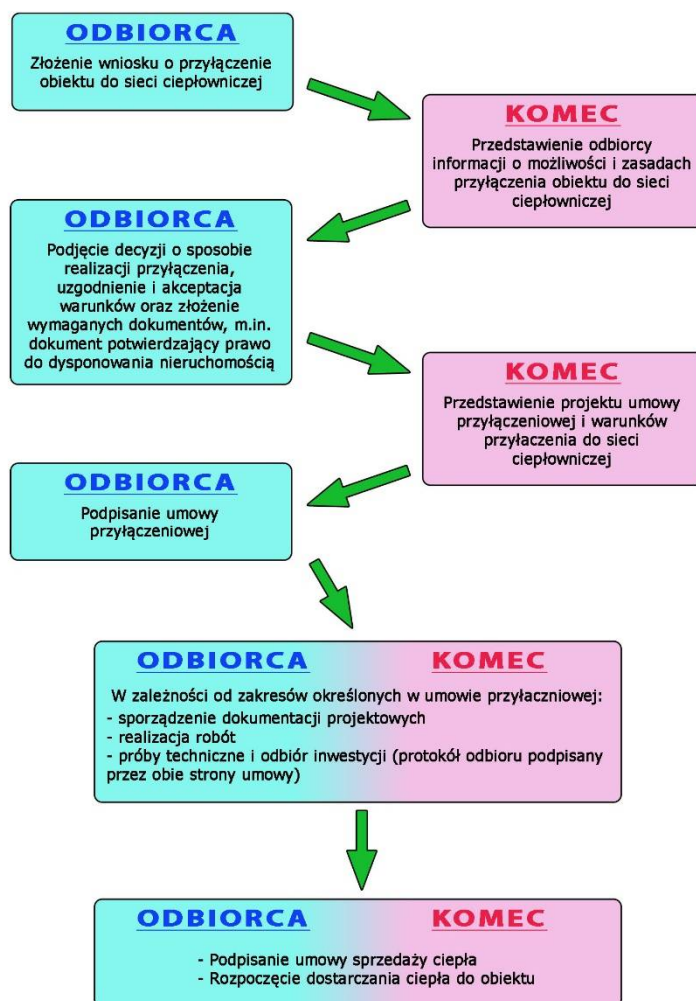 ODBIORCA
Złożenie wniosku o przyłączenie
obiektu do sieci ciepłowniczej
KOMEC
Przedstawienie odbiorcy
informacji o możliwości i zasadach
przyłączenia obiektu do sieci
ciepłowniczej
ODBIORCA
Podjęcie decyzji o sposobie
realizacji przyłączenia,
uzgodnienie i akceptacja
warunków oraz złożenie
wymaganych dokumentów, m.in.
dokument potwierdzający prawo
do dysponowania nieruchomością
KOMEC
Przedstawienie projektu umowy
przyłączeniowej i warunków
przyłaczenia do sieci
ciepłowniczej
ODBIORCA
Podpisanie umowy
przyłączeniowej
ODBIORCA KOMEC
W zależności od zakresów określonych w umowie przyłaczniowej:
- sporządzenie dokumentacji projektowych
- realizacja robót
- próby techniczne i odbiór inwestycji (protokół odbioru podpisany
przez obie strony umowy)
ODBIORCA KOMEC
- Podpisanie umowy sprzedaży ciepła
- Rozpoczęcie dostarczania ciepła do obiektu